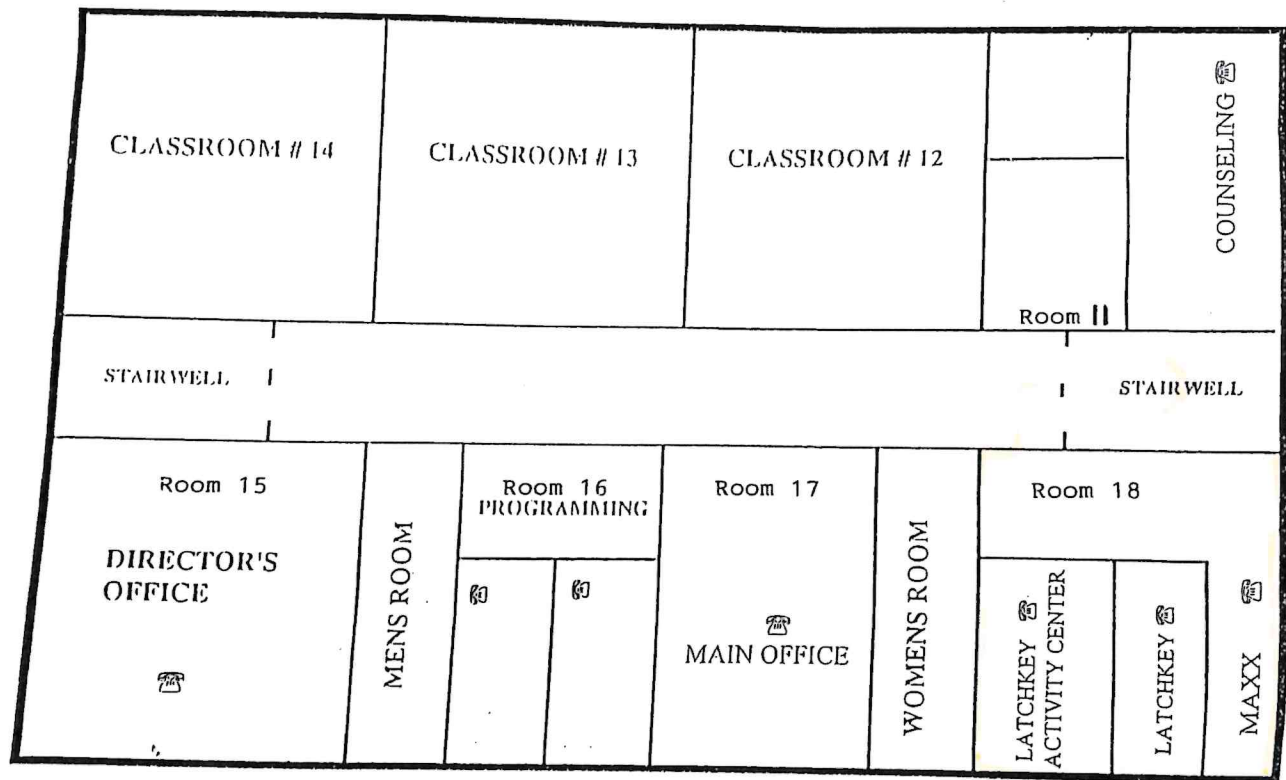 CLASSROOM # 14
CLASSROOM # 13
CLASSROOM # 12
COUNSELING
Room 11
STAIRWELL
STAIRWELL
Room 15
DIRECTOR'S
OFFICE
MENS ROOM
Room 16
PROGRAMMING
Room 17
MAIN OFFICE
WOMENS ROOM
Room 18
LATCHKEY
ACTIVITY CENTER
LATCHKEY
MAXX